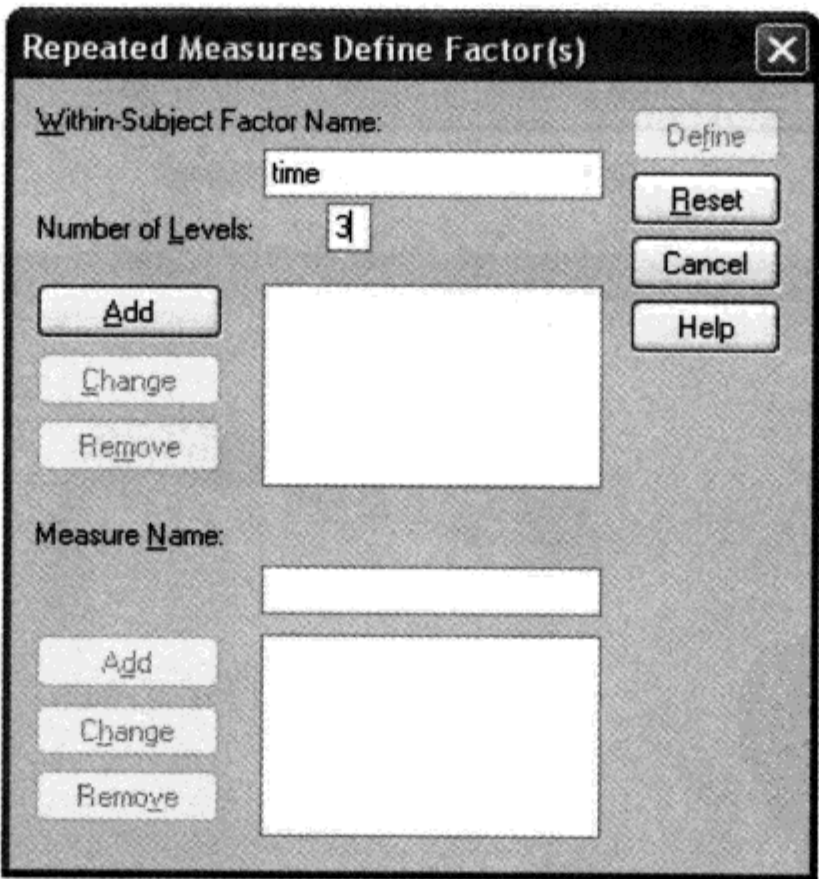 Repeated Measures Define Factor(s)
Within-Subject Factor Name:
time
Number of Levels: 3
Add
Change
Remove
Measure Name:
Add
Change
Remove
Define
Reset
Cancel
Help